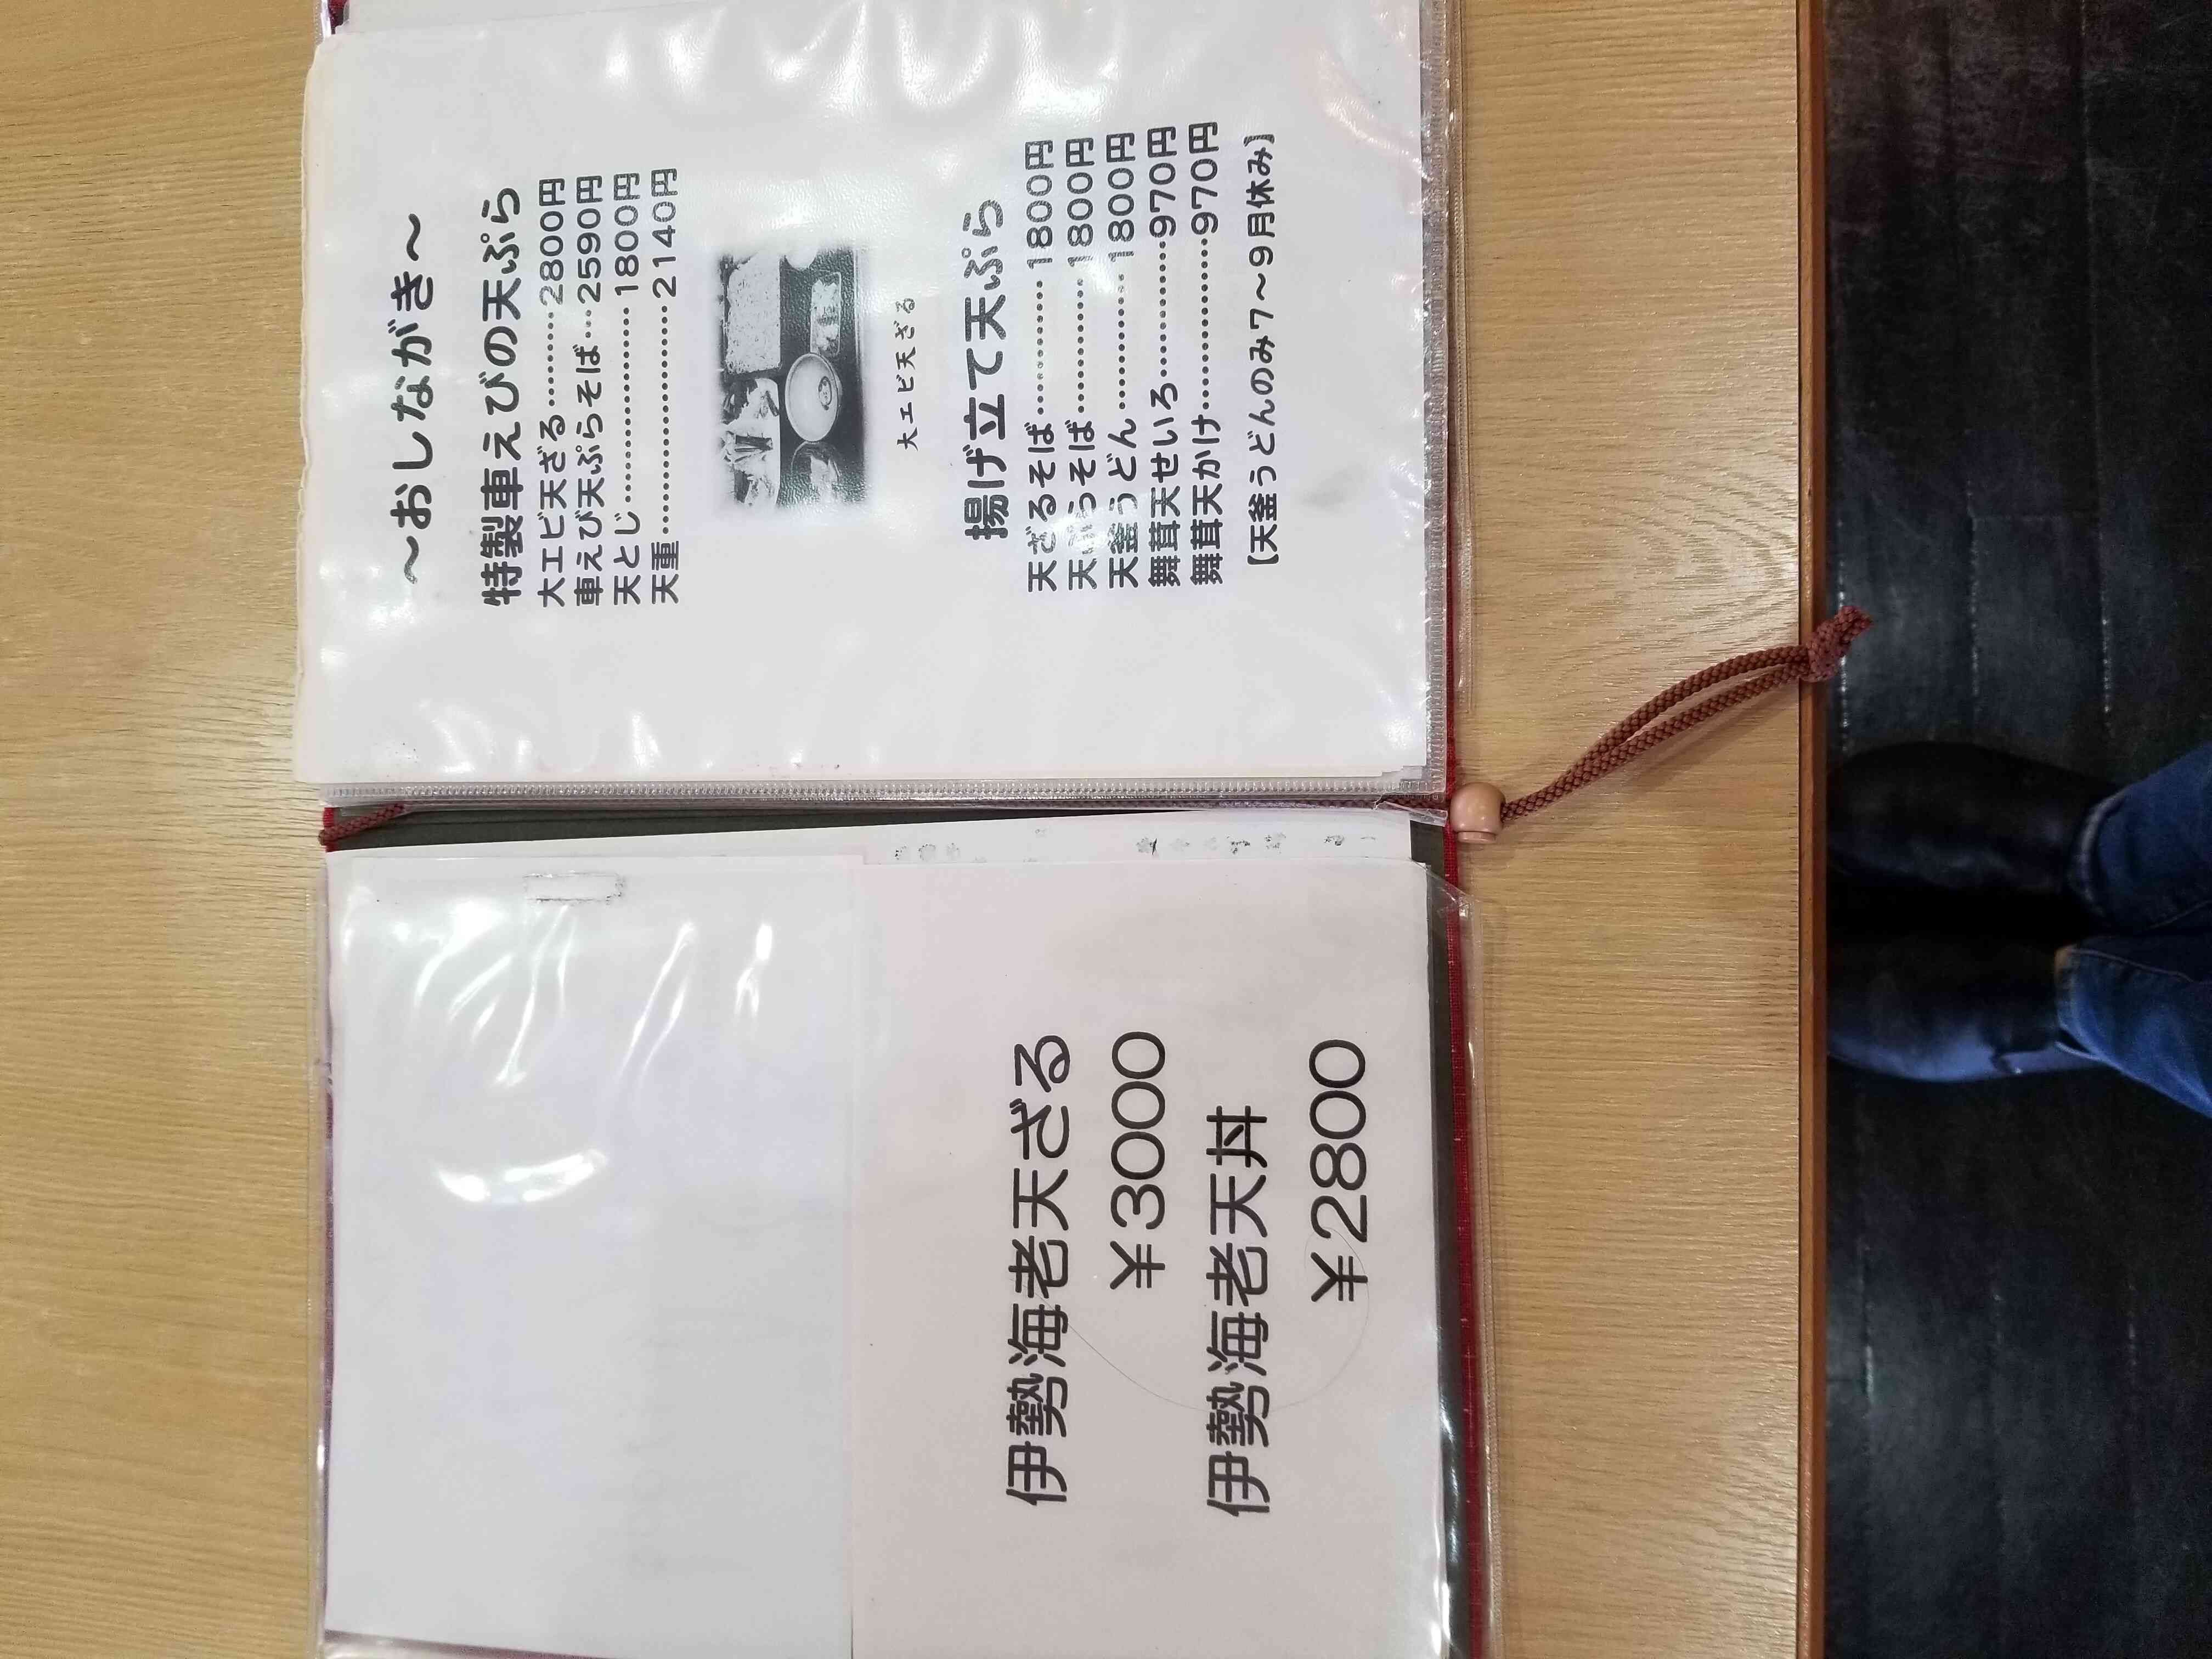 伊勢海老天ざる
¥3000
伊勢海老天丼
¥2800
~おしながき~
特製車えびの天ぷら
大エビ天ざる………2800円
車えび天ぷらそば…2590円
天とじ………………1800円
天重…………………2140円
大エビ天ざる
揚げ立て天ぷら
天ざるそば…………1800円
天ぷらそば…………1800円
天釜うどん…………1800円
舞茸天せいろ………970円
舞茸天かけ…………970円
【天釜うどんのみ7~9月休み】